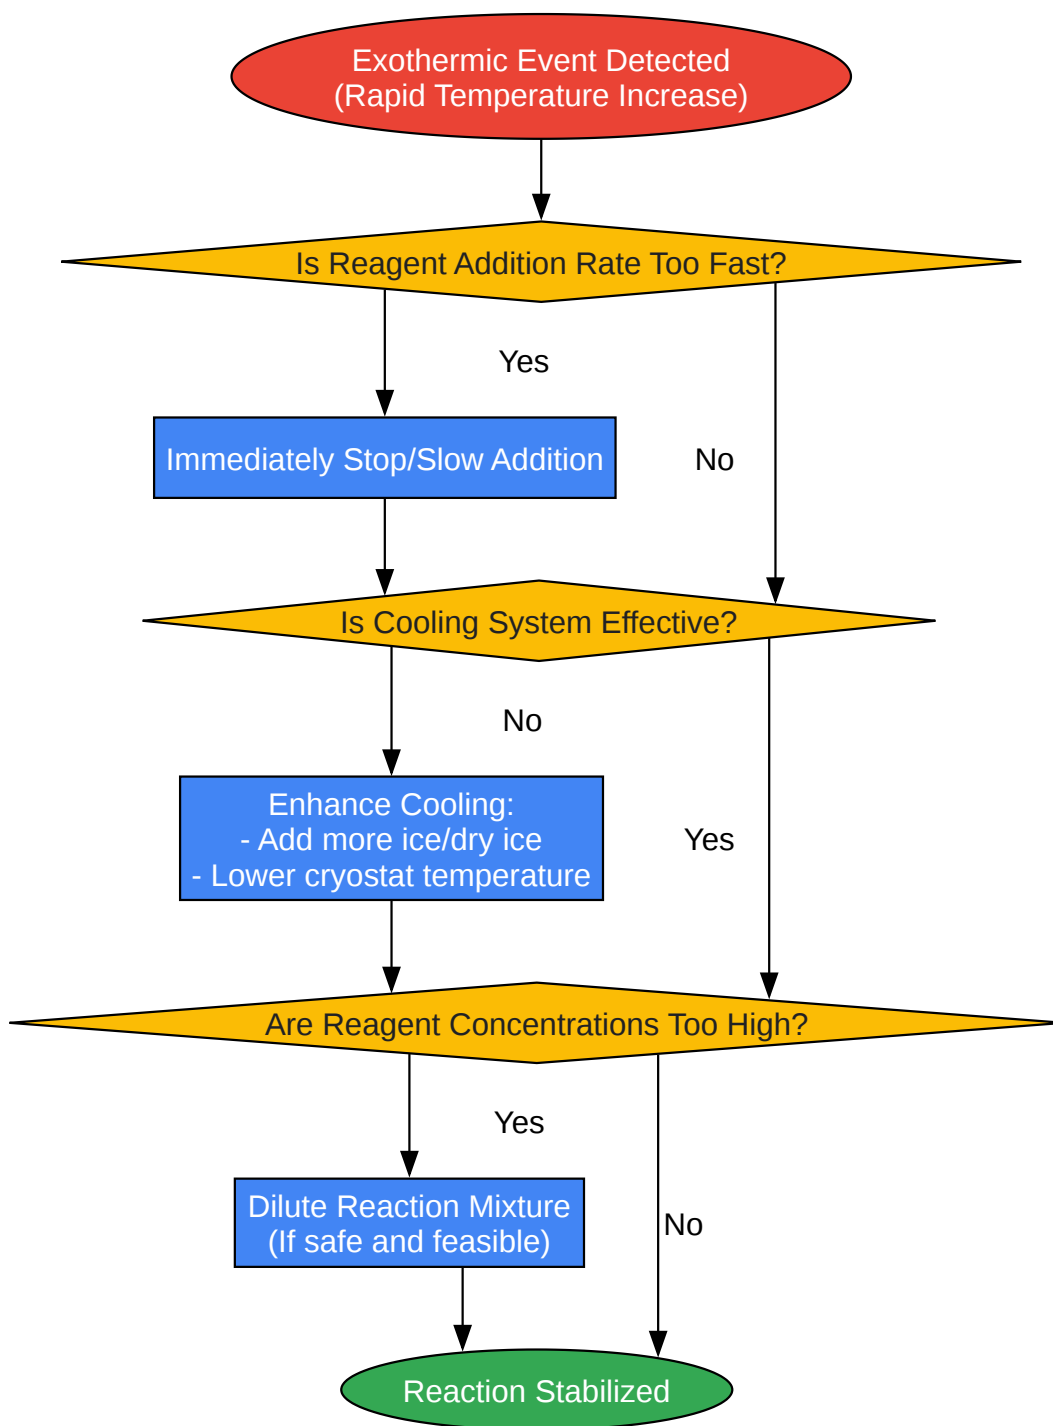 Exothermic Event Detected
(Rapid Temperature Increase)
Is Reagent Addition Rate Too Fast?
Yes
Immediately Stop/Slow Addition
No
Is Cooling System Effective?
No
Enhance Cooling:
- Add more ice/dry ice
- Lower cryostat temperature
Yes
Are Reagent Concentrations Too High?
Yes
Dilute Reaction Mixture
(If safe and feasible)
No
Reaction Stabilized